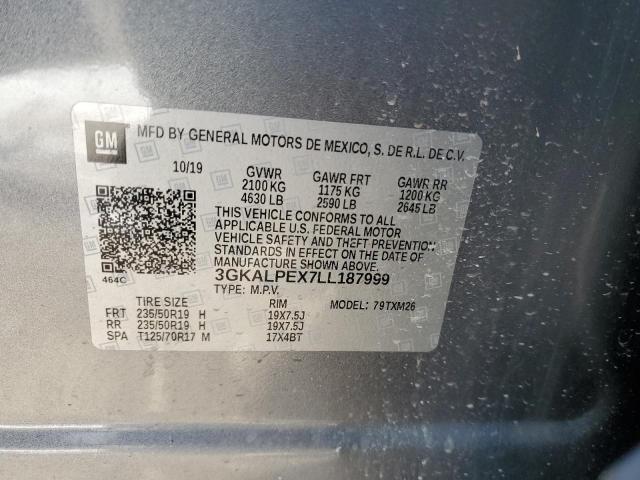 GM
MFD BY GENERAL MOTORS DE MEXICO, S. DE R.L. DE C.V.
10/19 GVWR GAWR FRT GAWR RR
2100 KG 1175 KG 1200 KG
4630 LB 2590 LB 2645 LB
THIS VEHICLE CONFORMS TO ALL
APPLICABLE U.S. FEDERAL MOTOR
VEHICLE SAFETY AND THEFT PREVENTION
STANDARDS IN EFFECT ON THE DATE OF
MANUFACTURE SHOWN ABOVE.
464C 3GKALPEX7LL187999
TYPE: M.P.V.
TIRE SIZE RIM MODEL: 79TXM26
FRT 235/50R19 H 19X7.5J
RR 235/50R19 H 19X7.5J
SPA T125/70R17 M 17X4BT